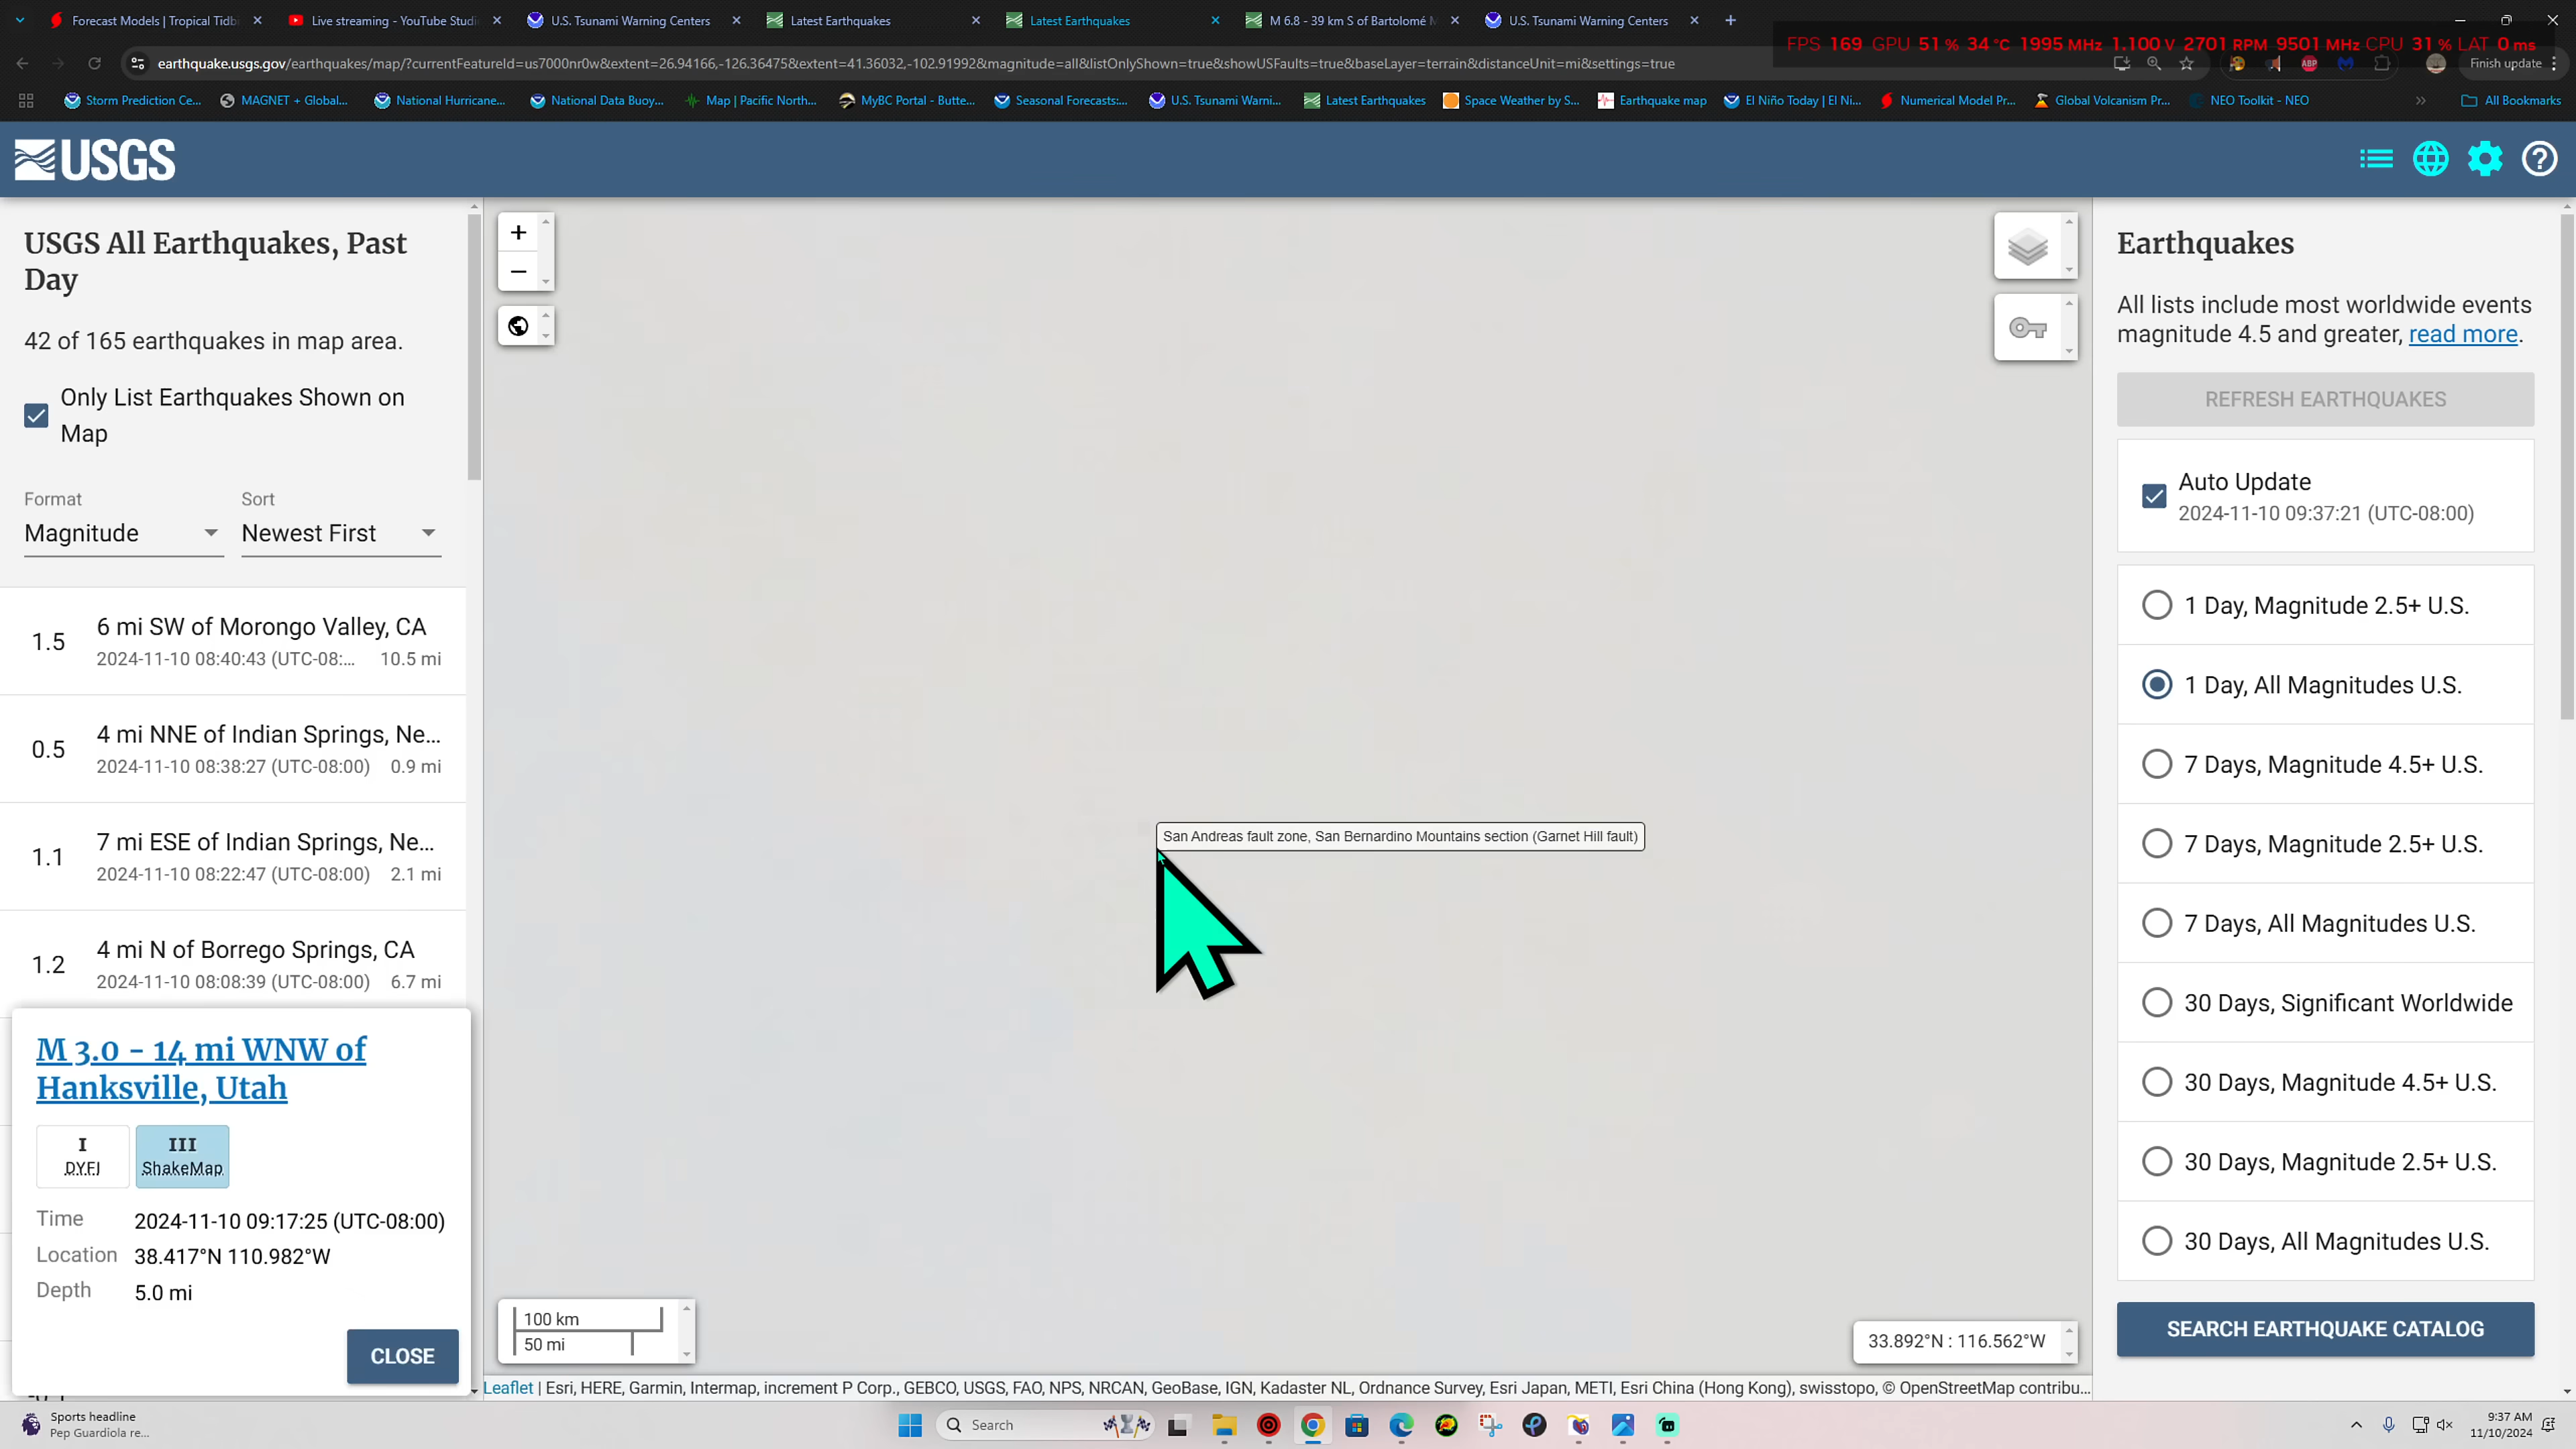 Forecast Models | Tropical Tidb
Live streaming - YouTube Studi
U.S. Tsunami Warning Centers
Latest Earthquakes
Latest Earthquakes
M 6.8 - 39 km S of Bartolomé M
U.S. Tsunami Warning Centers
FPS 169 GPU 51 % 34 °C 1995 MHz 1.100 V 2701 RPM 9501 MHz CPU 31 % LAT 0 ms
earthquake.usgs.gov/earthquakes/map/?currentFeatureId=us7000nr0w&extent=26.94166,-126.36475&extent=41.36032,-102.91992&magnitude=all&listOnlyShown=true&showUSFaults=true&baseLayer=terrain&distanceUnit=mi&settings=true
ABP
Finish update
Storm Prediction Ce...
MAGNET + Global...
National Hurricane...
National Data Buoy...
Map | Pacific North...
MyBC Portal - Butte...
Seasonal Forecasts:...
U.S. Tsunami Warni...
Latest Earthquakes
Space Weather by S...
Earthquake map
El Niño Today | El Ni...
Numerical Model Pr...
Global Volcanism Pr...
NEO Toolkit - NEO
»
All Bookmarks
USGS
USGS All Earthquakes, Past
Day
42 of 165 earthquakes in map area.
Only List Earthquakes Shown on
Map
Format
Sort
Magnitude
Newest First
1.5
6 mi SW of Morongo Valley, CA
2024-11-10 08:40:43 (UTC-08:... 10.5 mi
0.5
4 mi NNE of Indian Springs, Ne...
2024-11-10 08:38:27 (UTC-08:00) 0.9 mi
1.1
7 mi ESE of Indian Springs, Ne...
2024-11-10 08:22:47 (UTC-08:00) 2.1 mi
1.2
4 mi N of Borrego Springs, CA
2024-11-10 08:08:39 (UTC-08:00) 6.7 mi
M 3.0 - 14 mi WNW of
Hanksville, Utah
I
DYFI
III
ShakeMap
Time 2024-11-10 09:17:25 (UTC-08:00)
Location 38.417°N 110.982°W
Depth 5.0 mi
CLOSE
+
−
San Andreas fault zone, San Bernardino Mountains section (Garnet Hill fault)
100 km
50 mi
33.892°N : 116.562°W
Leaflet | Esri, HERE, Garmin, Intermap, increment P Corp., GEBCO, USGS, FAO, NPS, NRCAN, GeoBase, IGN, Kadaster NL, Ordnance Survey, Esri Japan, METI, Esri China (Hong Kong), swisstopo, © OpenStreetMap contribu...
Earthquakes
All lists include most worldwide events
magnitude 4.5 and greater, read more.
REFRESH EARTHQUAKES
Auto Update
2024-11-10 09:37:21 (UTC-08:00)
1 Day, Magnitude 2.5+ U.S.
1 Day, All Magnitudes U.S.
7 Days, Magnitude 4.5+ U.S.
7 Days, Magnitude 2.5+ U.S.
7 Days, All Magnitudes U.S.
30 Days, Significant Worldwide
30 Days, Magnitude 4.5+ U.S.
30 Days, Magnitude 2.5+ U.S.
30 Days, All Magnitudes U.S.
SEARCH EARTHQUAKE CATALOG
Sports headline
Pep Guardiola re...
Search
9:37 AM
11/10/2024